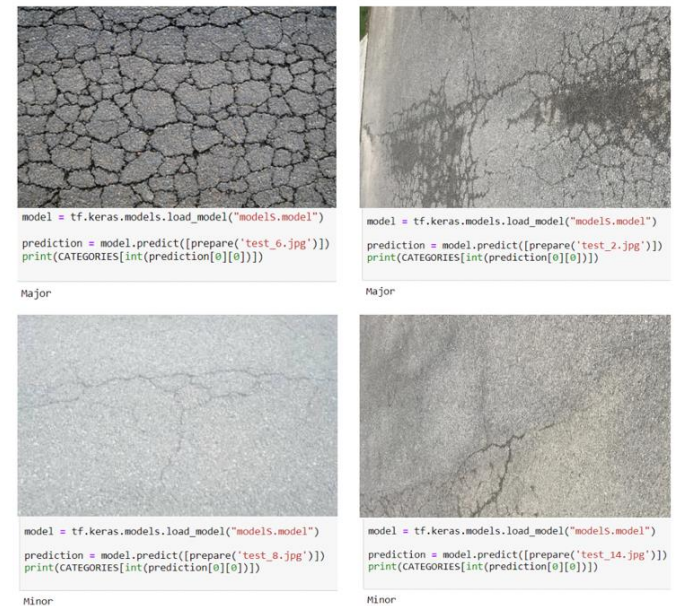 model = tf.keras.models.load_model("modelS.model")
prediction = model.predict([prepare('test_6.jpg')])
print(CATEGORIES[int(prediction[0][0])])
Major
model = tf.keras.models.load_model("modelS.model")
prediction = model.predict([prepare('test_2.jpg')])
print(CATEGORIES[int(prediction[0][0])])
Major
model = tf.keras.models.load_model("modelS.model")
prediction = model.predict([prepare('test_8.jpg')])
print(CATEGORIES[int(prediction[0][0])])
Minor
model = tf.keras.models.load_model("modelS.model")
prediction = model.predict([prepare('test_14.jpg')])
print(CATEGORIES[int(prediction[0][0])])
Minor